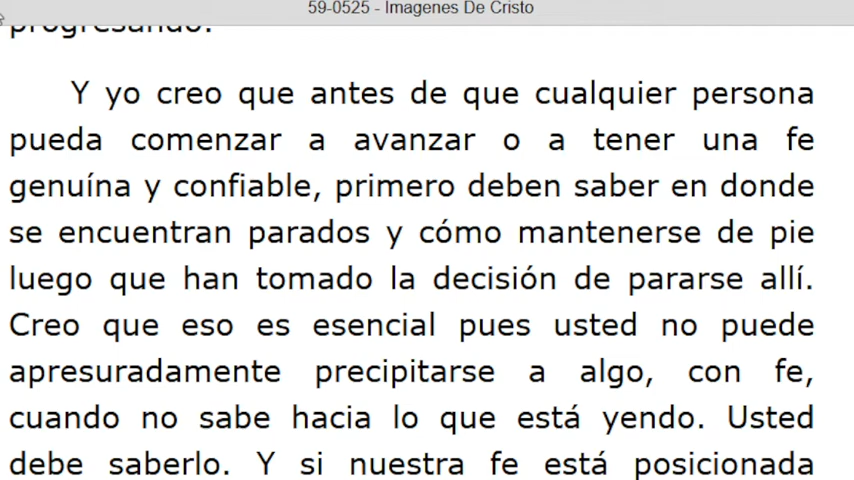 59-0525 - Imagenes De Cristo
progresando.
Y yo creo que antes de que cualquier persona
pueda comenzar a avanzar o a tener una fe
genuína y confiable, primero deben saber en donde
se encuentran parados y cómo mantenerse de pie
luego que han tomado la decisión de pararse allí.
Creo que eso es esencial pues usted no puede
apresuradamente precipitarse a algo, con fe,
cuando no sabe hacia lo que está yendo. Usted
debe saberlo. Y si nuestra fe está posicionada